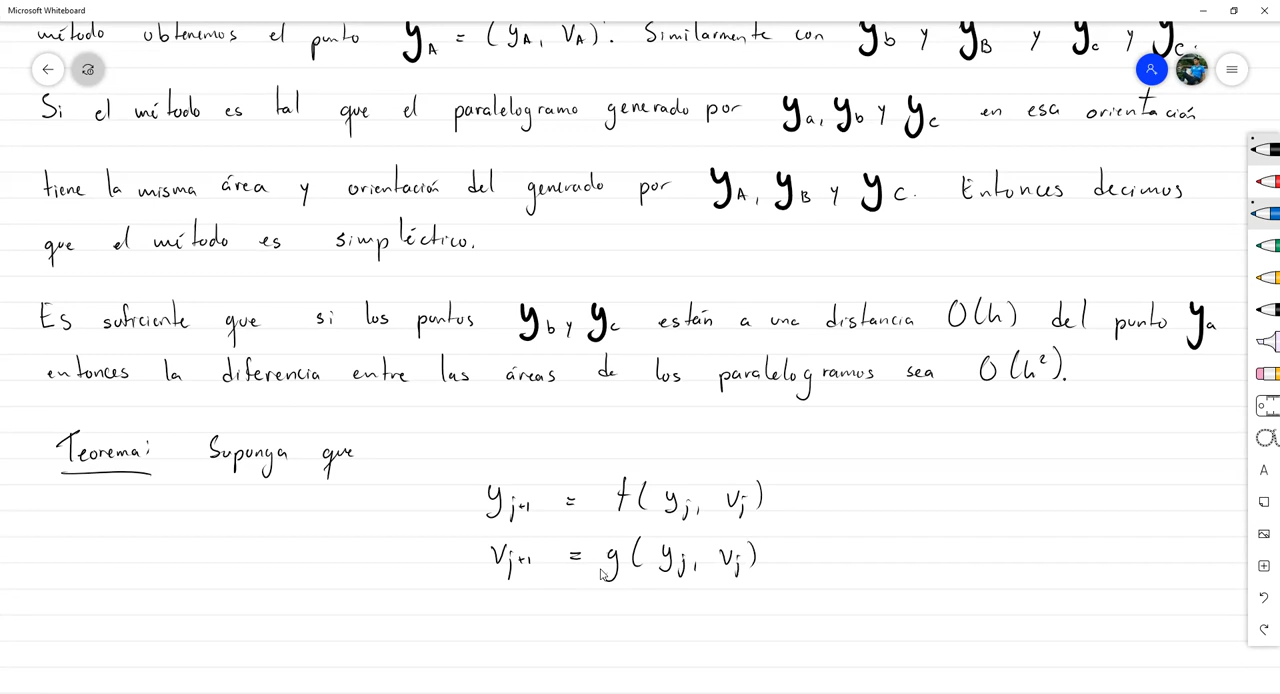 Microsoft Whiteboard
método obtenemos el punto y_A = (y_A, v_A). Similarmente con y_b y y_B y y_c y y_C.
Si el método es tal que el paralelogramo generado por y_a, y_b y y_c en esa orientación
tiene la misma área y orientación del generado por y_A, y_B y y_C. Entonces decimos
que el método es simpléctico.
Es suficiente que si los puntos y_b y y_c están a una distancia O(h) del punto y_a
entonces la diferencia entre las áreas de los paralelogramos sea O(h²).
Teorema: Suponga que
y_{j+1} = f(y_j, v_j)
v_{j+1} = g(y_j, v_j)
A